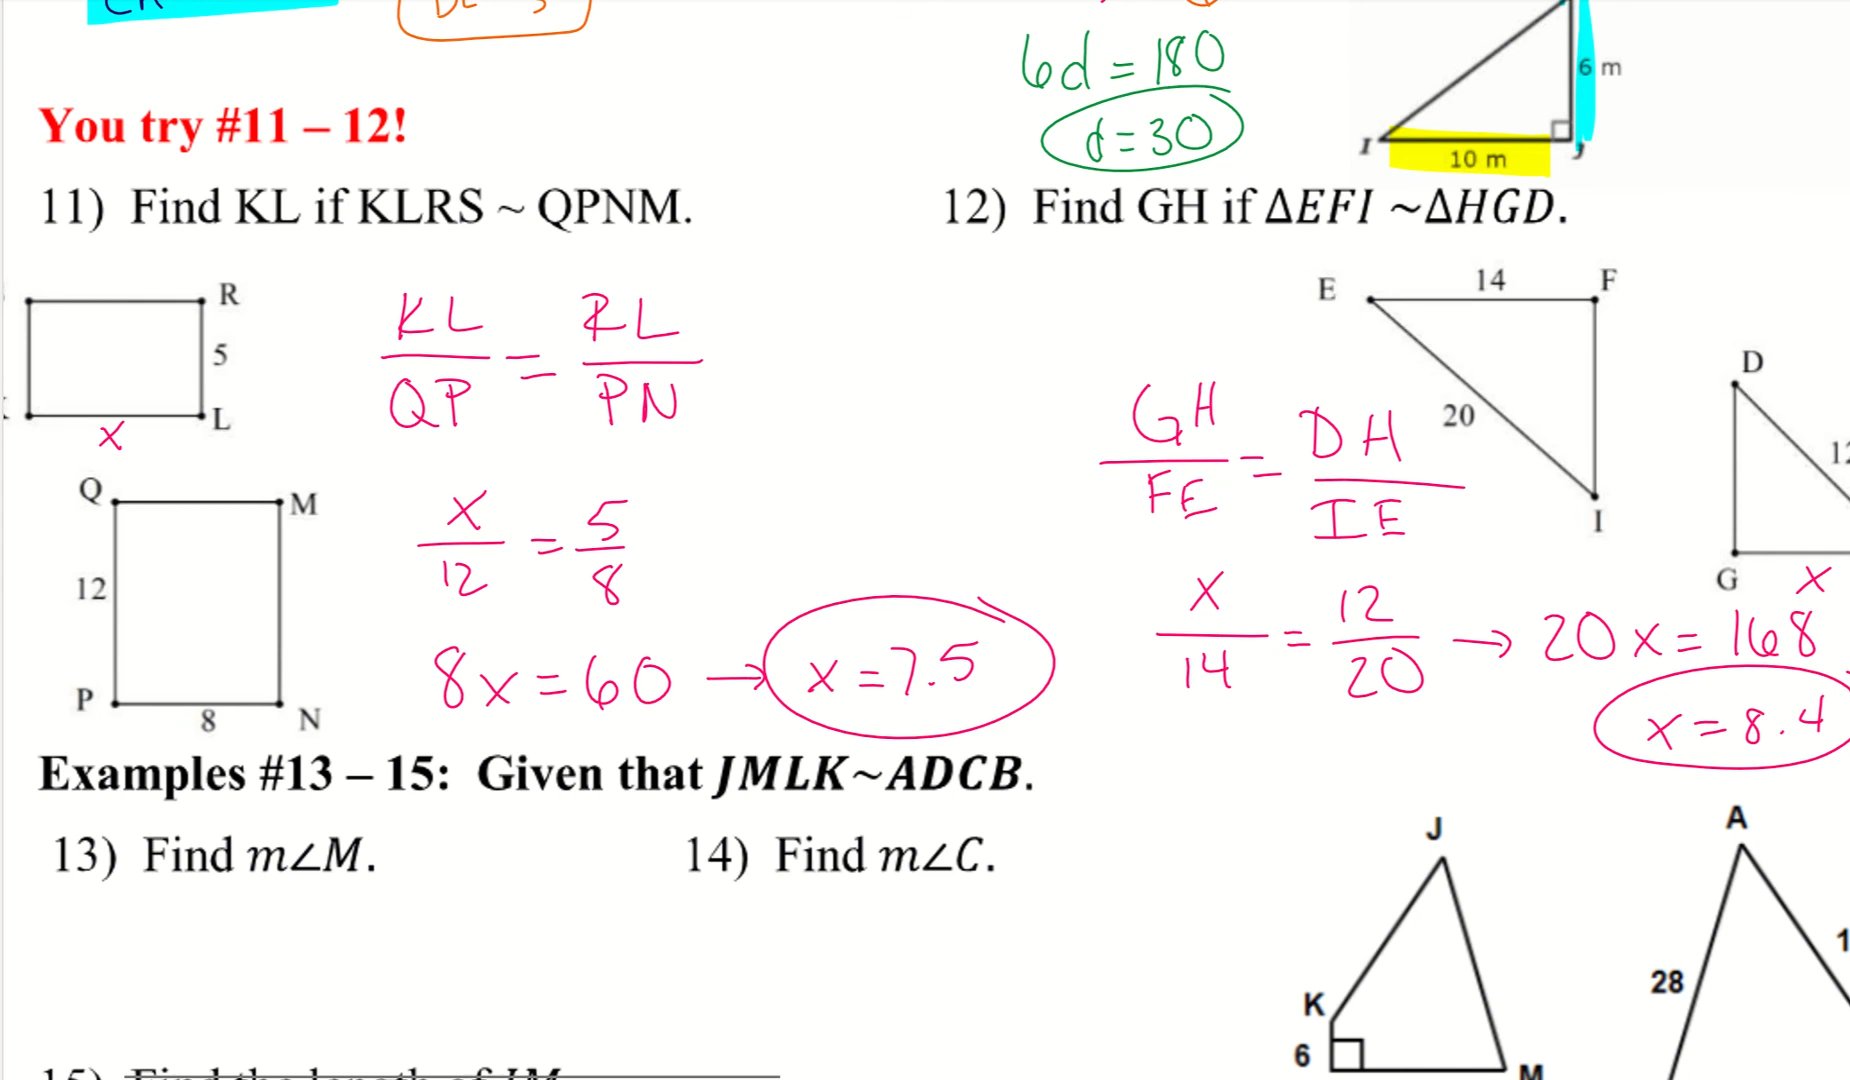 6d = 180
d = 30
6 m
I
10 m
J
You try #11 – 12!
11) Find KL if KLRS ~ QPNM.
12) Find GH if ΔEFI ~ΔHGD.
R
5
L
x
KL/QP = RL/PN
x/12 = 5/8
8x = 60 → x = 7.5
Q
M
12
P
8
N
E
14
F
20
I
D
G
x
GH/FE = DH/IE
x/14 = 12/20 → 20x = 168
x = 8.4
Examples #13 – 15: Given that JMLK~ADCB.
13) Find m∠M.
14) Find m∠C.
J
K
6
M
A
28